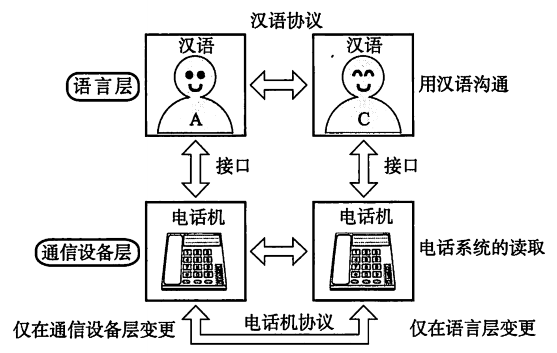 汉语协议
汉语
汉语
语言层
用汉语沟通
A
C
接口
接口
电话机
电话机
通信设备层
电话系统的读取
仅在通信设备层变更
电话机协议
仅在语言层变更